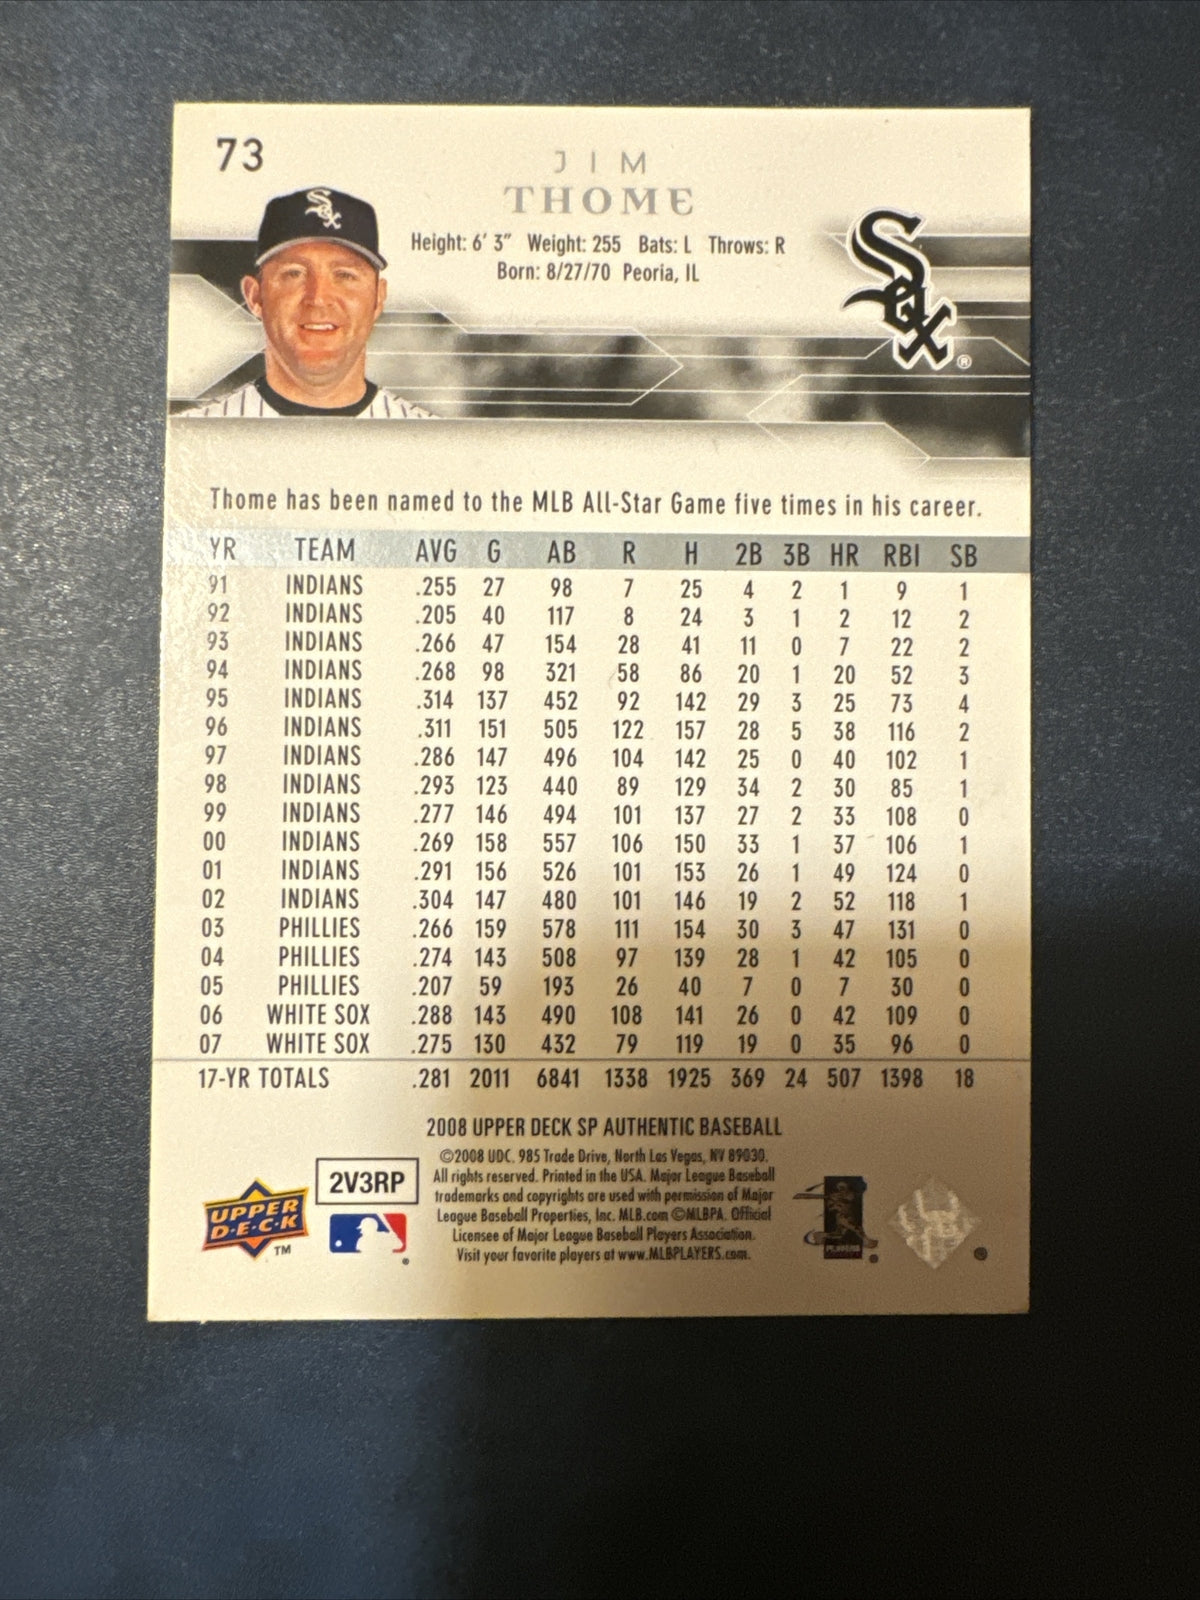 73
JIM
THOME
Height: 6' 3" Weight: 255 Bats: L Throws: R
Born: 8/27/70 Peoria, IL
Sox
Sox ®
Thome has been named to the MLB All-Star Game five times in his career.
YR TEAM AVG G AB R H 2B 3B HR RBI SB
91 INDIANS .255 27 98 7 25 4 2 1 9 1
92 INDIANS .205 40 117 8 24 3 1 2 12 2
93 INDIANS .266 47 154 28 41 11 0 7 22 2
94 INDIANS .268 98 321 58 86 20 1 20 52 3
95 INDIANS .314 137 452 92 142 29 3 25 73 4
96 INDIANS .311 151 505 122 157 28 5 38 116 2
97 INDIANS .286 147 496 104 142 25 0 40 102 1
98 INDIANS .293 123 440 89 129 34 2 30 85 1
99 INDIANS .277 146 494 101 137 27 2 33 108 0
00 INDIANS .269 158 557 106 150 33 1 37 106 1
01 INDIANS .291 156 526 101 153 26 1 49 124 0
02 INDIANS .304 147 480 101 146 19 2 52 118 1
03 PHILLIES .266 159 578 111 154 30 3 47 131 0
04 PHILLIES .274 143 508 97 139 28 1 42 105 0
05 PHILLIES .207 59 193 26 40 7 0 7 30 0
06 WHITE SOX .288 143 490 108 141 26 0 42 109 0
07 WHITE SOX .275 130 432 79 119 19 0 35 96 0
17-YR TOTALS .281 2011 6841 1338 1925 369 24 507 1398 18
2008 UPPER DECK SP AUTHENTIC BASEBALL
©2008 UDC. 985 Trade Drive, North Las Vegas, NV 89030.
All rights reserved. Printed in the USA. Major League Baseball
trademarks and copyrights are used with permission of Major
League Baseball Properties, Inc. MLB.com ©MLBPA. Official
Licensee of Major League Baseball Players Association.
Visit your favorite players at www.MLBPLAYERS.com.
2V3RP
UPPER
D·E·C·K
TM
PLAYERS